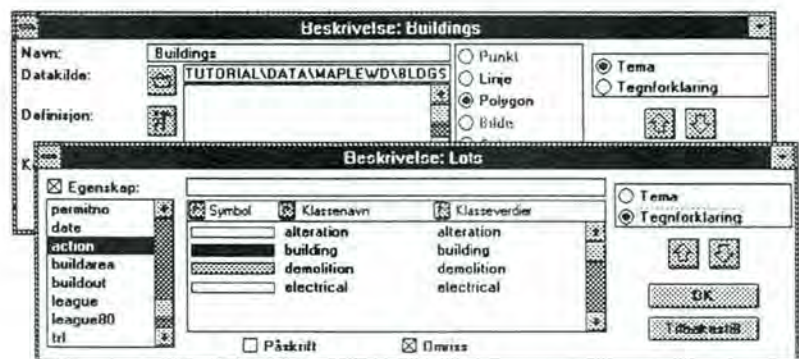 Beskrivelse: Buildings
Navn: Buildings
Datakilde: TUTORIAL\DATA\MAPLEWD\BLDGS
Definisjon:
Punkt
Linje
Polygon
Bilde
Tema
Tegnforklaring
Beskrivelse: Lots
Egenskap:
permitno
date
action
buildarea
buildout
league
league80
trl
Symbol Klassenavn Klasseverdier
alteration alteration
building building
demolition demolition
electrical electrical
Påskrift Omriss
Tema
Tegnforklaring
OK
Tilbakestill